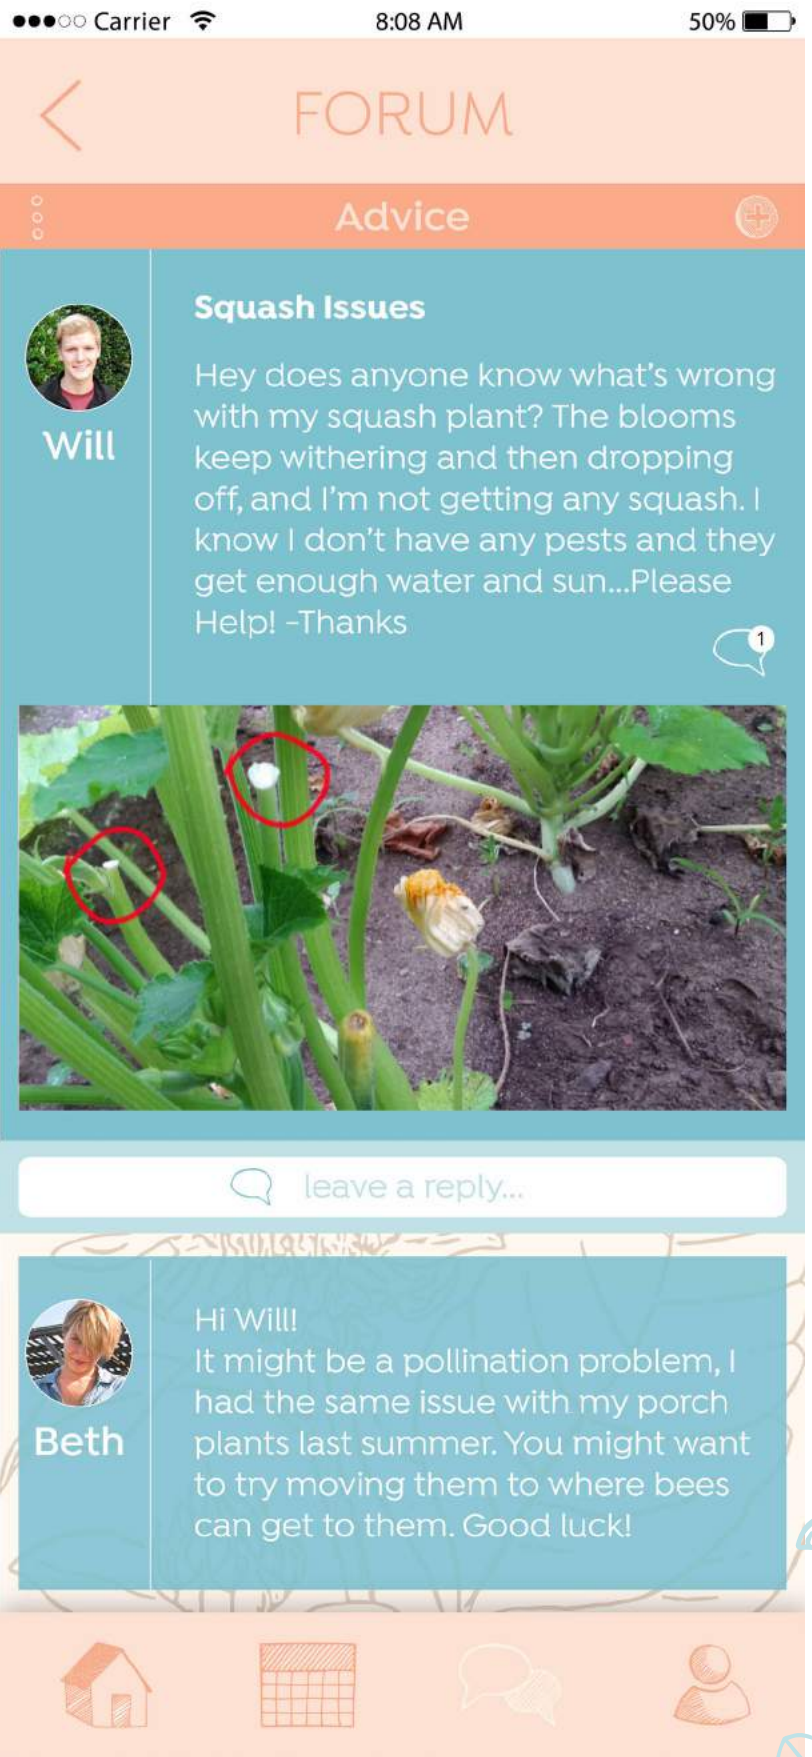 Carrier 8:08 AM 50%
FORUM
Advice
Squash Issues
Hey does anyone know what's wrong
with my squash plant? The blooms
keep withering and then dropping
off, and I'm not getting any squash. I
know I don't have any pests and they
get enough water and sun...Please
Help! -Thanks
Will
1
leave a reply...
Hi Will!
It might be a pollination problem, I
had the same issue with my porch
plants last summer. You might want
to try moving them to where bees
can get to them. Good luck!
Beth